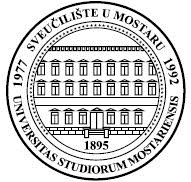 1977 SVEUČILIŠTE U MOSTARU 1992
1895
UNIVERSITAS STUDIORUM MOSTARIENSIS